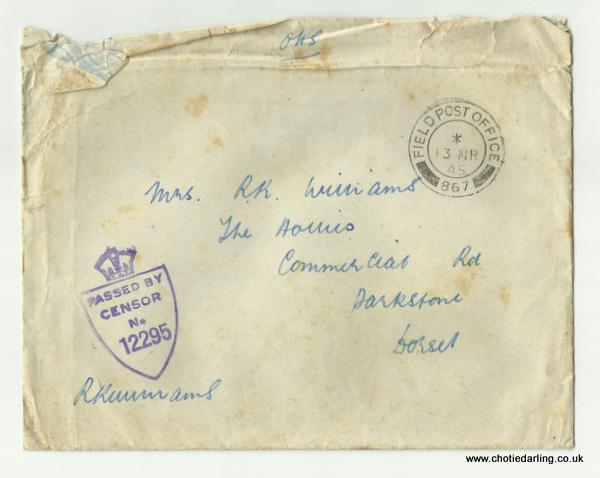 OAS
FIELD POST OFFICE
*
13 MR
45
867
Mrs. R.K. Williams
The Hollies
Commercial Rd
Parkstone
Dorset
PASSED BY
CENSOR
No
12295
RKWilliams
www.chotiedarling.co.uk